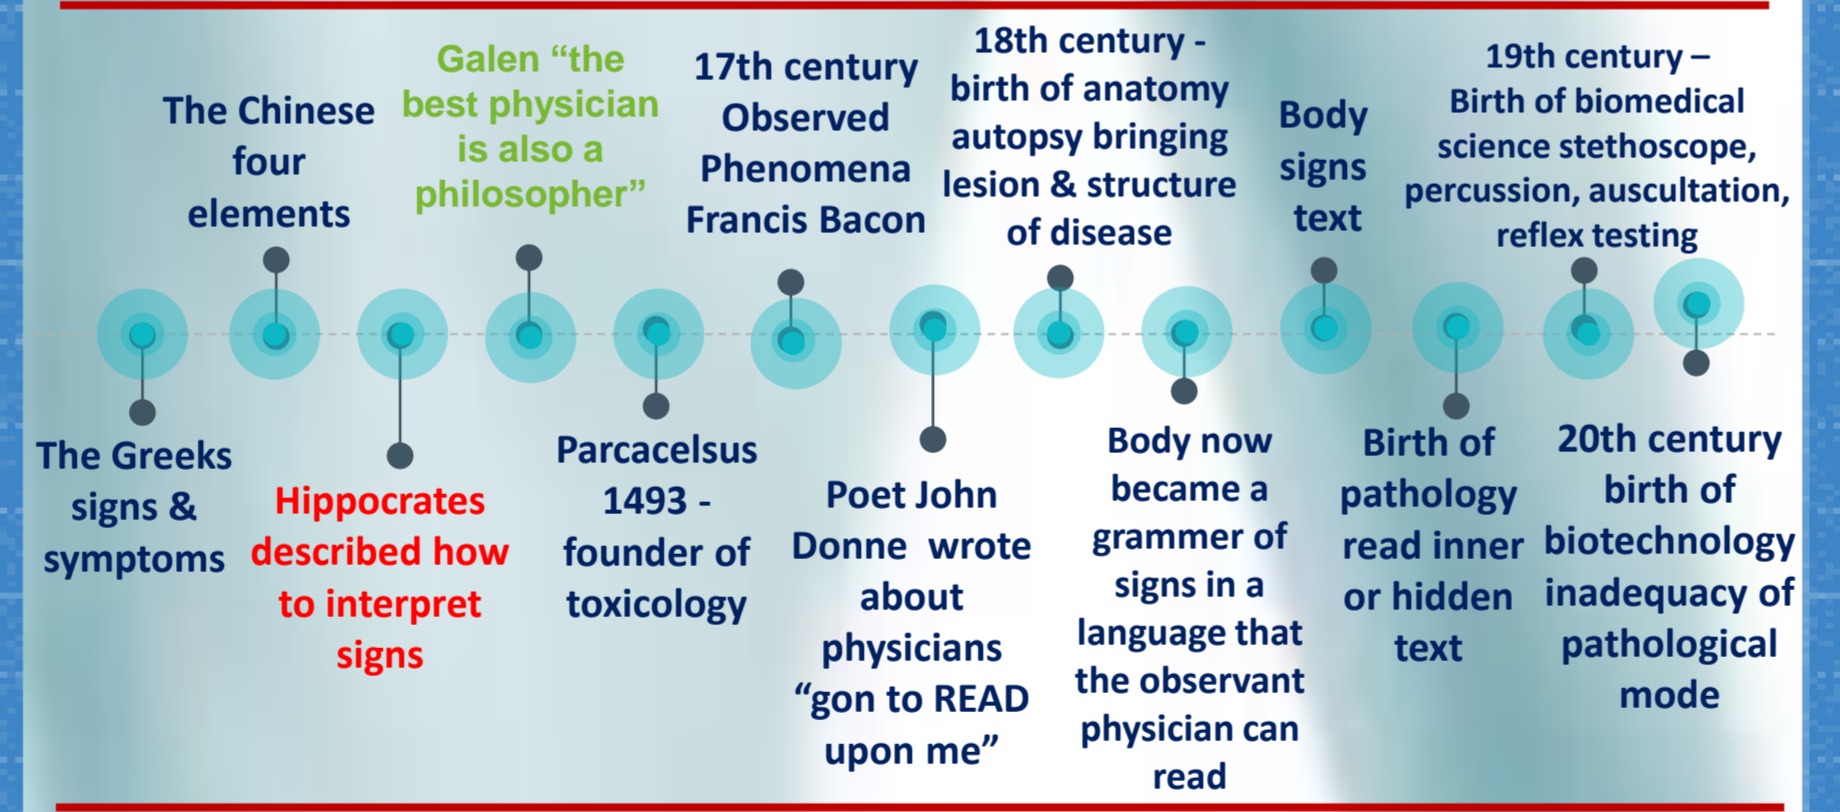 The Greeks
signs &
symptoms
The Chinese
four
elements
Hippocrates
described how
to interpret
signs
Galen “the
best physician
is also a
philosopher”
Parcacelsus
1493 -
founder of
toxicology
17th century
Observed
Phenomena
Francis Bacon
Poet John
Donne wrote
about
physicians
“gon to READ
upon me”
18th century -
birth of anatomy
autopsy bringing
lesion & structure
of disease
Body now
became a
grammer of
signs in a
language that
the observant
physician can
read
Body
signs
text
Birth of
pathology
read inner
or hidden
text
19th century –
Birth of biomedical
science stethoscope,
percussion, auscultation,
reflex testing
20th century
birth of
biotechnology
inadequacy of
pathological
mode